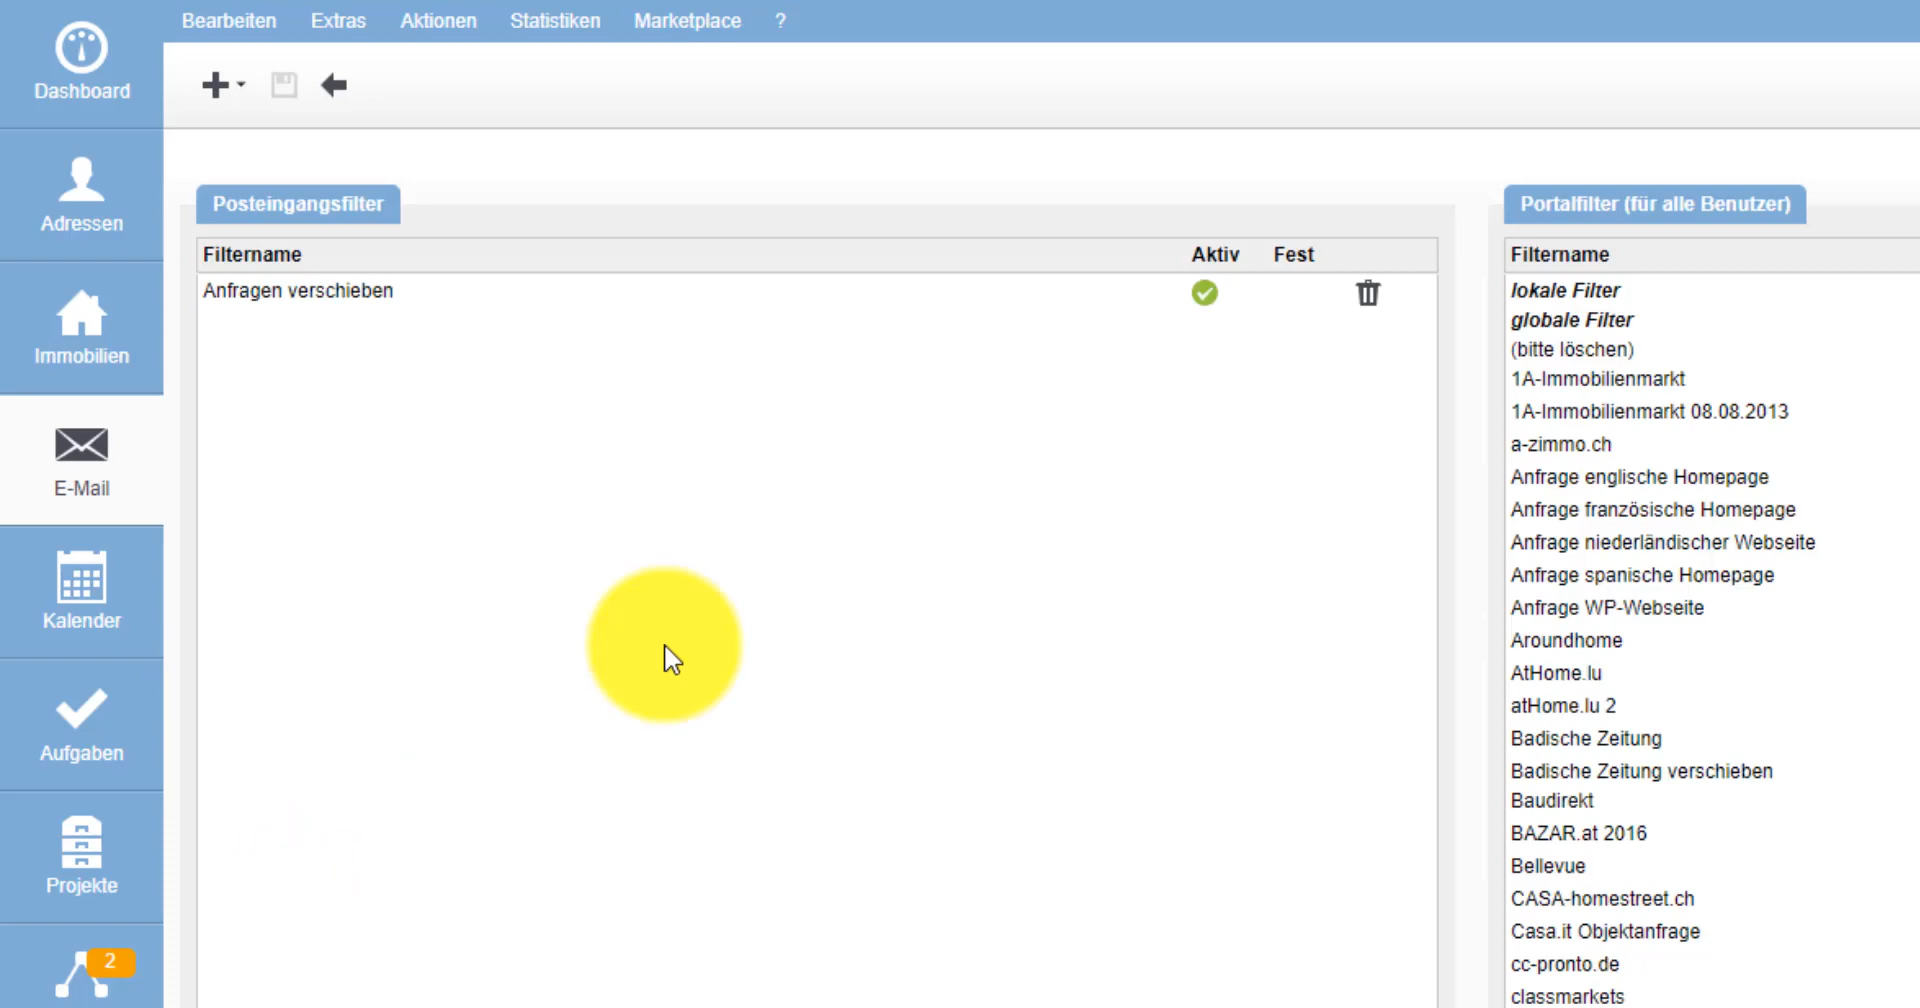 Bearbeiten Extras Aktionen Statistiken Marketplace ?
Dashboard
Adressen
Immobilien
E-Mail
Kalender
Aufgaben
Projekte
2
Posteingangsfilter
Filtername Aktiv Fest
Anfragen verschieben
Portalfilter (für alle Benutzer)
Filtername
lokale Filter
globale Filter
(bitte löschen)
1A-Immobilienmarkt
1A-Immobilienmarkt 08.08.2013
a-zimmo.ch
Anfrage englische Homepage
Anfrage französische Homepage
Anfrage niederländischer Webseite
Anfrage spanische Homepage
Anfrage WP-Webseite
Aroundhome
AtHome.lu
atHome.lu 2
Badische Zeitung
Badische Zeitung verschieben
Baudirekt
BAZAR.at 2016
Bellevue
CASA-homestreet.ch
Casa.it Objektanfrage
cc-pronto.de
classmarkets